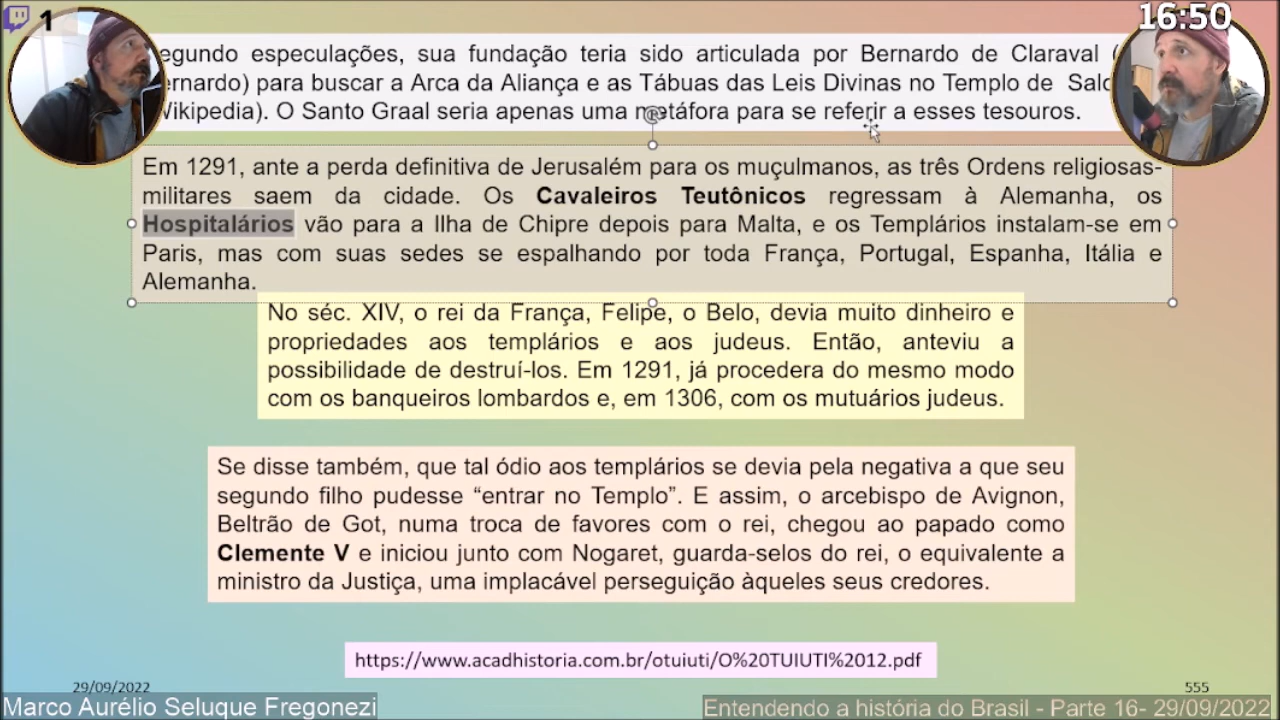 1
16:50
egundo especulações, sua fundação teria sido articulada por Bernardo de Claraval (
ernardo) para buscar a Arca da Aliança e as Tábuas das Leis Divinas no Templo de Salo
Wikipedia). O Santo Graal seria apenas uma metáfora para se referir a esses tesouros.
Em 1291, ante a perda definitiva de Jerusalém para os muçulmanos, as três Ordens religiosas-
militares saem da cidade. Os Cavaleiros Teutônicos regressam à Alemanha, os
Hospitalários vão para a Ilha de Chipre depois para Malta, e os Templários instalam-se em
Paris, mas com suas sedes se espalhando por toda França, Portugal, Espanha, Itália e
Alemanha.
No séc. XIV, o rei da França, Felipe, o Belo, devia muito dinheiro e
propriedades aos templários e aos judeus. Então, anteviu a
possibilidade de destruí-los. Em 1291, já procedera do mesmo modo
com os banqueiros lombardos e, em 1306, com os mutuários judeus.
Se disse também, que tal ódio aos templários se devia pela negativa a que seu
segundo filho pudesse “entrar no Templo”. E assim, o arcebispo de Avignon,
Beltrão de Got, numa troca de favores com o rei, chegou ao papado como
Clemente V e iniciou junto com Nogaret, guarda-selos do rei, o equivalente a
ministro da Justiça, uma implacável perseguição àqueles seus credores.
https://www.acadhistoria.com.br/otuiuti/O%20TUIUTI%2012.pdf
29/09/2022
555
Marco Aurélio Seluque Fregonezi
Entendendo a história do Brasil - Parte 16- 29/09/2022